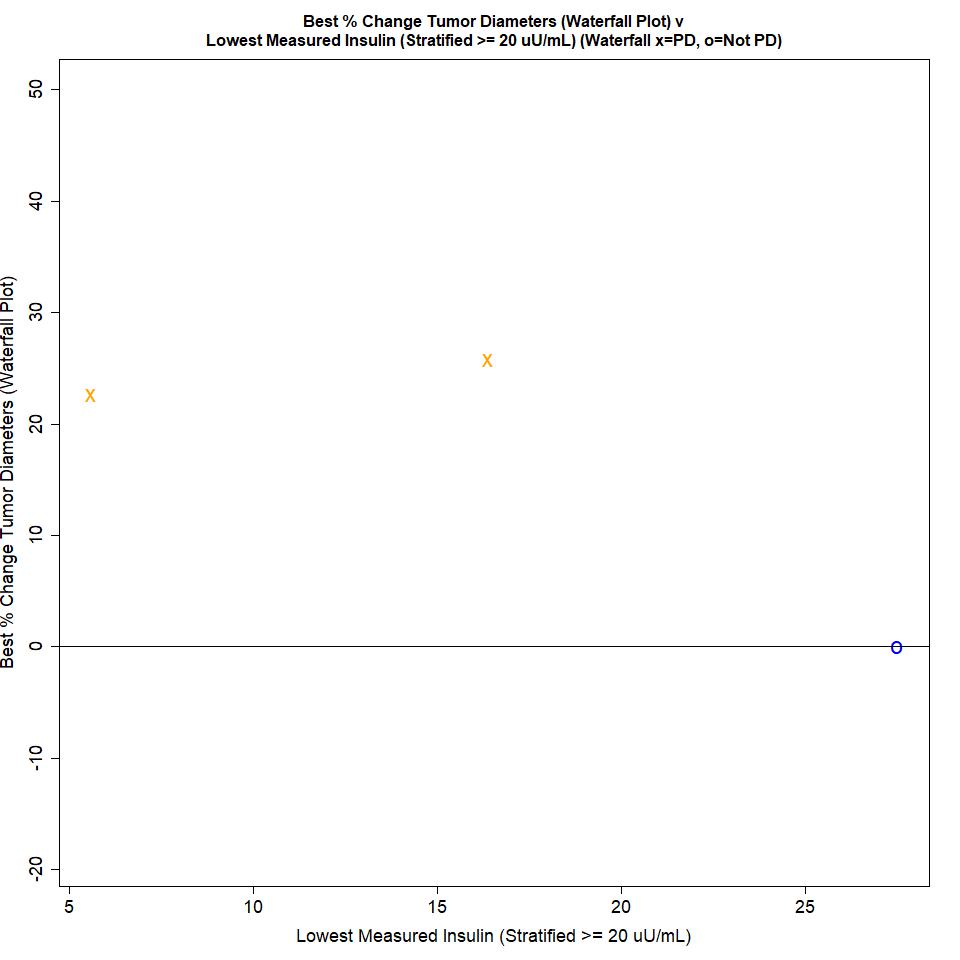 Best % Change Tumor Diameters (Waterfall Plot) v
Lowest Measured Insulin (Stratified >= 20 uU/mL) (Waterfall x=PD, o=Not PD)
Best % Change Tumor Diameters (Waterfall Plot)
50
40
30
20
10
0
-10
-20
x
x
o
5
10
15
20
25
Lowest Measured Insulin (Stratified >= 20 uU/mL)